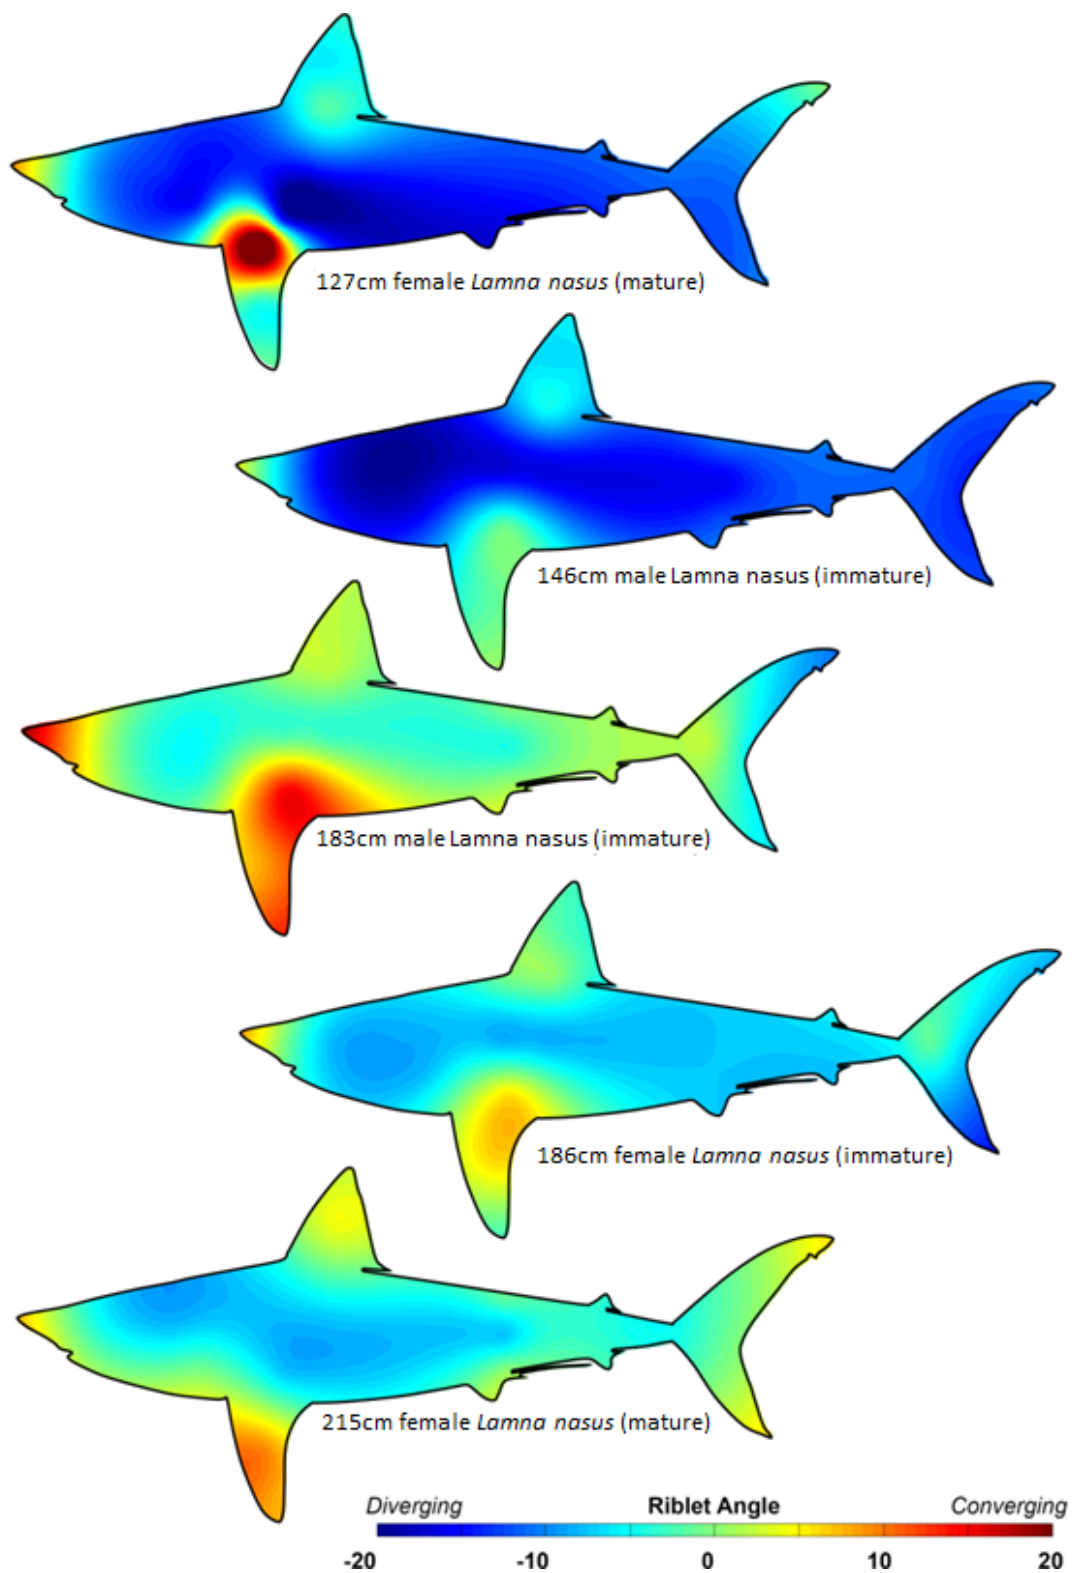 127cm female Lamna nasus (mature)
146cm male Lamna nasus (immature)
183cm male Lamna nasus (immature)
186cm female Lamna nasus (immature)
215cm female Lamna nasus (mature)
Diverging Riblet Angle Converging
-20 -10 0 10 20